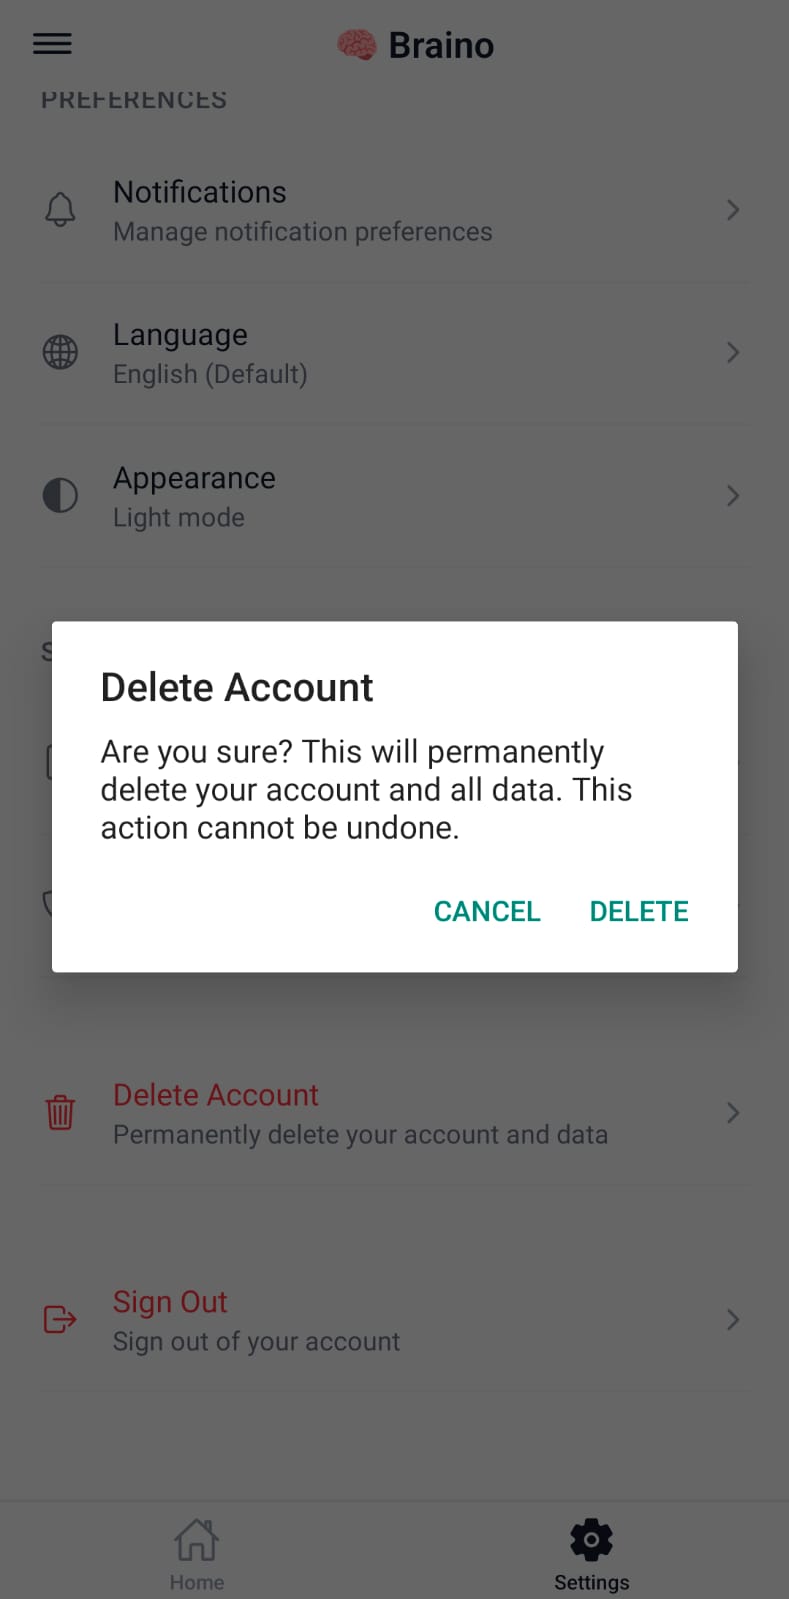 Braino
PREFERENCES
Notifications
Manage notification preferences
Language
English (Default)
Appearance
Light mode
Delete Account
Are you sure? This will permanently
delete your account and all data. This
action cannot be undone.
CANCEL DELETE
Delete Account
Permanently delete your account and data
Sign Out
Sign out of your account
Home Settings